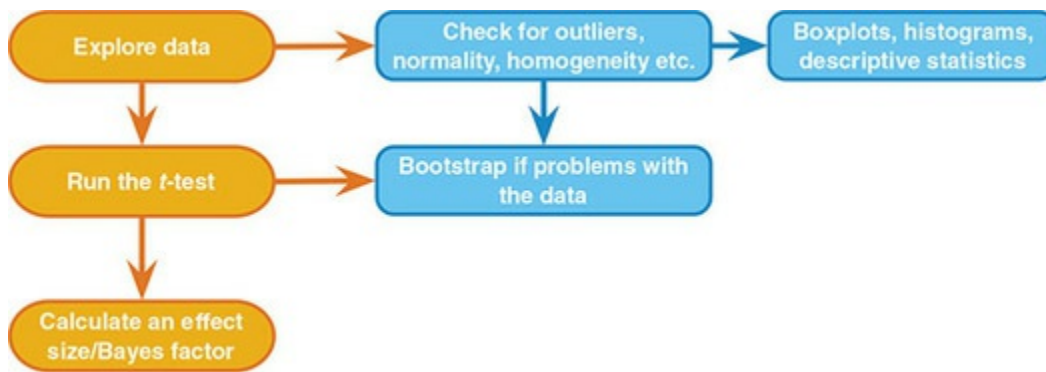 Explore data
Check for outliers,
normality, homogeneity etc.
Boxplots, histograms,
descriptive statistics
Run the t-test
Bootstrap if problems with
the data
Calculate an effect
size/Bayes factor